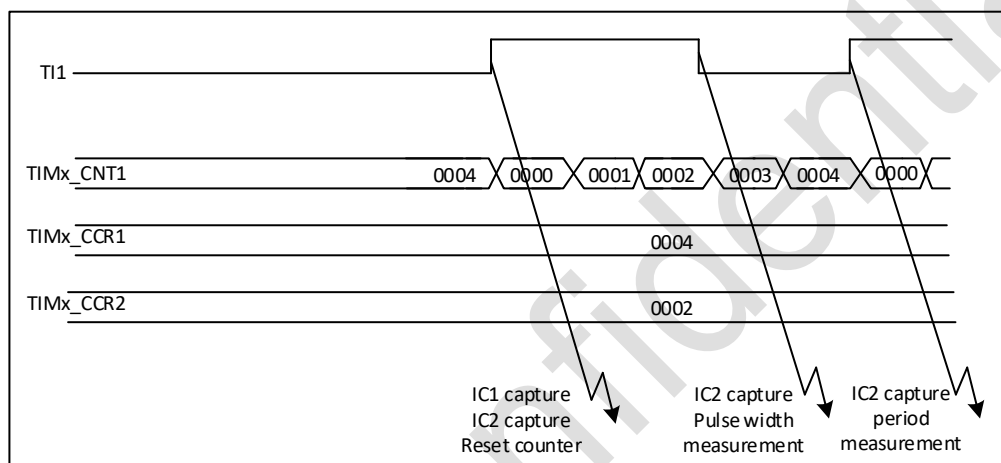 TI1
TIMx_CNT1
0004 0000 0001 0002 0003 0004 0000
TIMx_CCR1
0004
TIMx_CCR2
0002
IC1 capture
IC2 capture
Reset counter
IC2 capture
Pulse width
measurement
IC2 capture
period
measurement